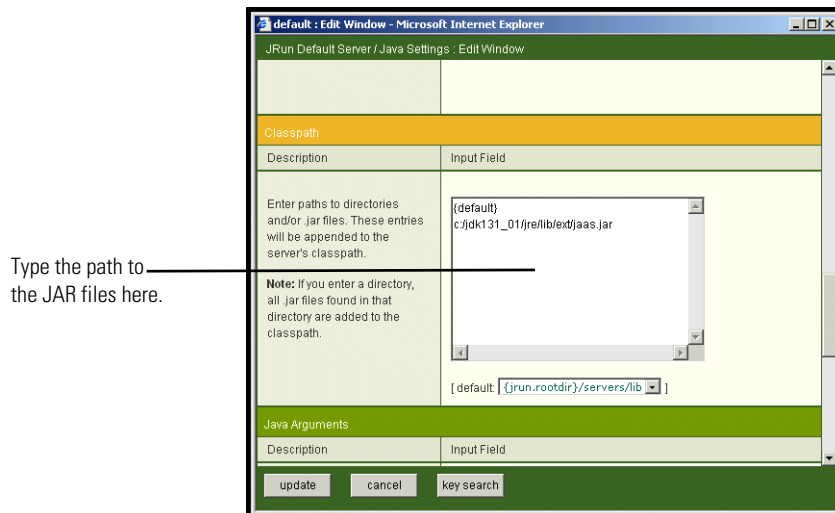 default : Edit Window - Microsoft Internet Explorer
JRun Default Server / Java Settings : Edit Window
Classpath
Description
Input Field
Enter paths to directories
and/or .jar files. These entries
will be appended to the
server's classpath.
Note: If you enter a directory,
all .jar files found in that
directory are added to the
classpath.
{default}
c:/jdk131_01/jre/lib/ext/jaas.jar
[ default: {jrun.rootdir}/servers/lib ]
Type the path to
the JAR files here.
Java Arguments
Description
Input Field
update
cancel
key search